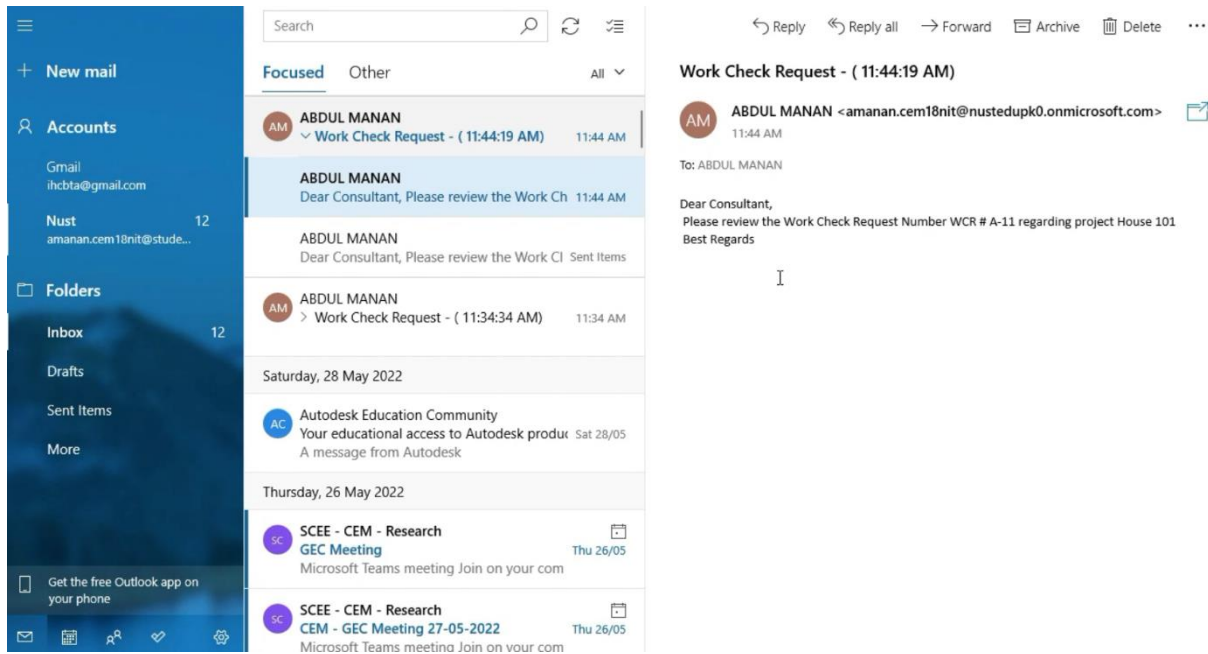 New mail
Accounts
Gmail
ihcbta@gmail.com
Nust 12
amanan.cem18nit@stude...
Folders
Inbox 12
Drafts
Sent Items
More
Get the free Outlook app on
your phone
Search
Focused Other All
AM
ABDUL MANAN
Work Check Request - ( 11:44:19 AM) 11:44 AM
ABDUL MANAN
Dear Consultant, Please review the Work Ch 11:44 AM
ABDUL MANAN
Dear Consultant, Please review the Work Cl Sent Items
AM
ABDUL MANAN
Work Check Request - ( 11:34:34 AM) 11:34 AM
Saturday, 28 May 2022
AC
Autodesk Education Community
Your educational access to Autodesk produc Sat 28/05
A message from Autodesk
Thursday, 26 May 2022
SC
SCEE - CEM - Research
GEC Meeting Thu 26/05
Microsoft Teams meeting Join on your com
SC
SCEE - CEM - Research
CEM - GEC Meeting 27-05-2022 Thu 26/05
Microsoft Teams meeting Join on your com
Reply Reply all Forward Archive Delete ...
Work Check Request - ( 11:44:19 AM)
AM
ABDUL MANAN <amanan.cem18nit@nustedupk0.onmicrosoft.com>
11:44 AM
To: ABDUL MANAN
Dear Consultant,
Please review the Work Check Request Number WCR # A-11 regarding project House 101
Best Regards